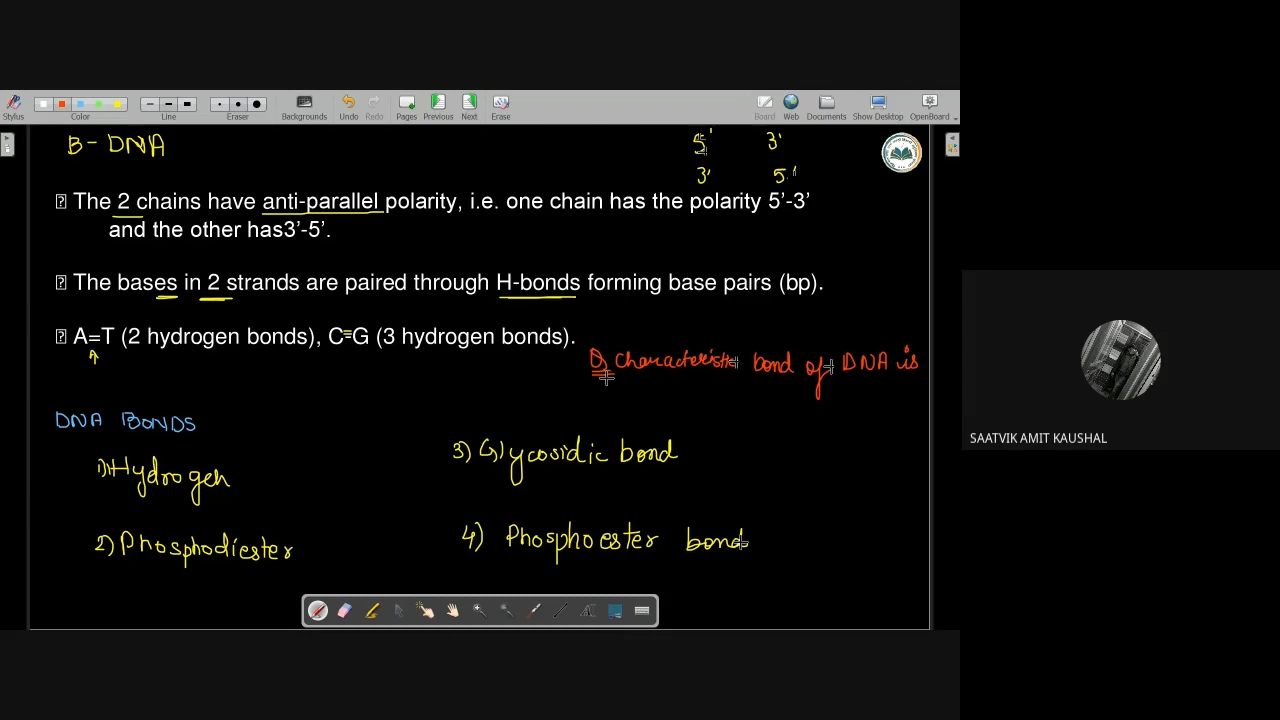 Stylus
Color
Line
Eraser
Backgrounds
Undo
Redo
Pages
Previous
Next
Erase
Board
Web
Documents
Show Desktop
OpenBoard
B - DNA
5' 3'
3' 5'
The 2 chains have anti-parallel polarity, i.e. one chain has the polarity 5’-3’
and the other has3’-5’.
The bases in 2 strands are paired through H-bonds forming base pairs (bp).
A=T (2 hydrogen bonds), C≡G (3 hydrogen bonds).
Q Characteristic bond of DNA is
DNA BONDS
1) Hydrogen
3) Glycosidic bond
2) Phosphodiester
4) Phosphoester bond
SAATVIK AMIT KAUSHAL